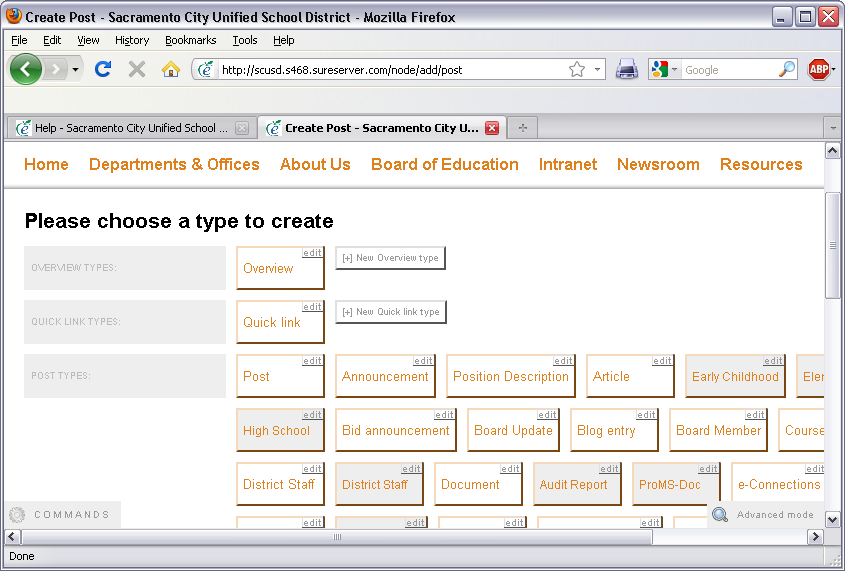 Create Post - Sacramento City Unified School District - Mozilla Firefox
File Edit View History Bookmarks Tools Help
http://scusd.s468.sureserver.com/node/add/post Google ABP
Help - Sacramento City Unified School ... Create Post - Sacramento City U...
Home Departments & Offices About Us Board of Education Intranet Newsroom Resources
Please choose a type to create
edit
OVERVIEW TYPES: Overview [+] New Overview type
edit
QUICK LINK TYPES: Quick link [+] New Quick link type
edit edit edit edit edit
POST TYPES: Post Announcement Position Description Article Early Childhood Elem
edit edit edit edit edit
High School Bid announcement Board Update Blog entry Board Member Course
edit edit edit edit edit edit
District Staff District Staff Document Audit Report ProMS-Doc e-Connections
COMMANDS Advanced mode
edit edit edit edit
Done